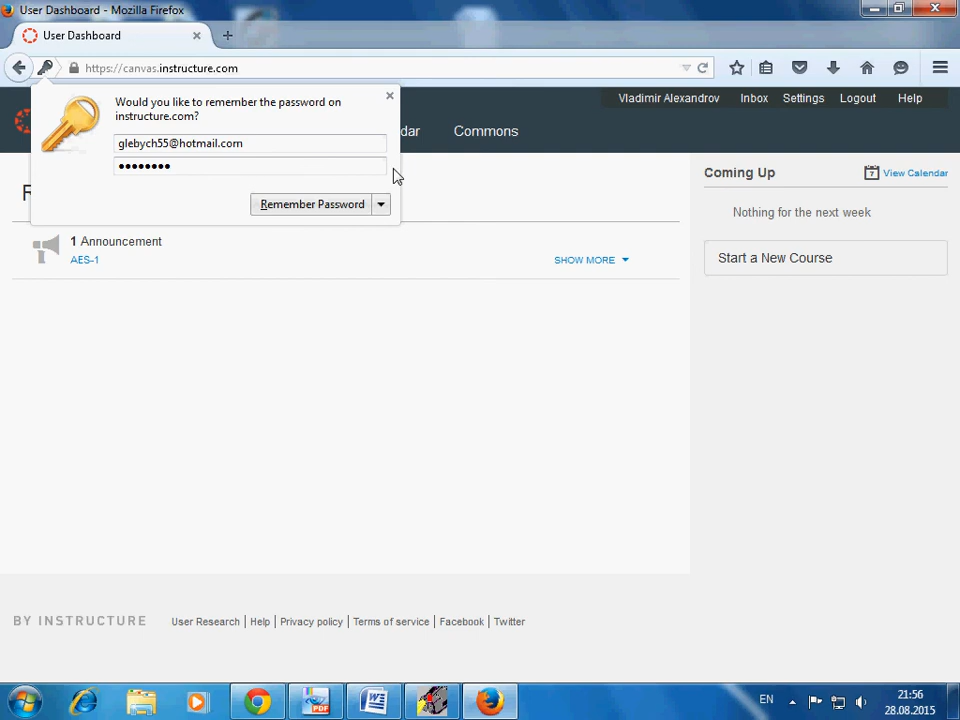 User Dashboard - Mozilla Firefox
User Dashboard
https://canvas.instructure.com
Would you like to remember the password on
instructure.com?
glebych55@hotmail.com
••••••••
Remember Password
Vladimir Alexandrov Inbox Settings Logout Help
dar Commons
Coming Up
7 View Calendar
Nothing for the next week
Start a New Course
R
1 Announcement
AES-1
SHOW MORE
BY INSTRUCTURE User Research | Help | Privacy policy | Terms of service | Facebook | Twitter
PDF
W
EN
21:56
28.08.2015